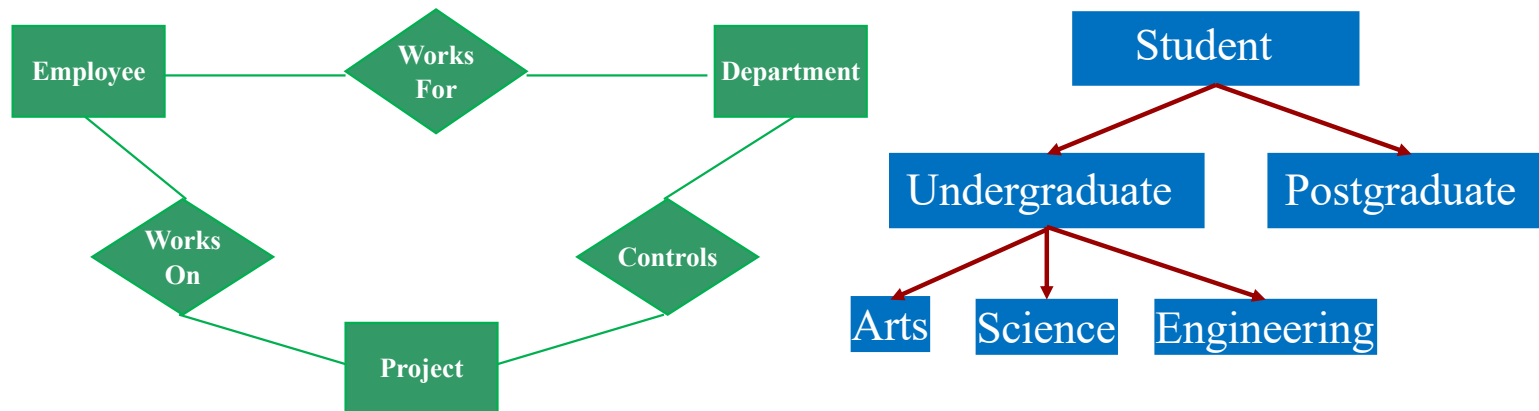 Employee
Works
For
Department
Works
On
Controls
Project
Student
Undergraduate
Postgraduate
Arts
Science
Engineering